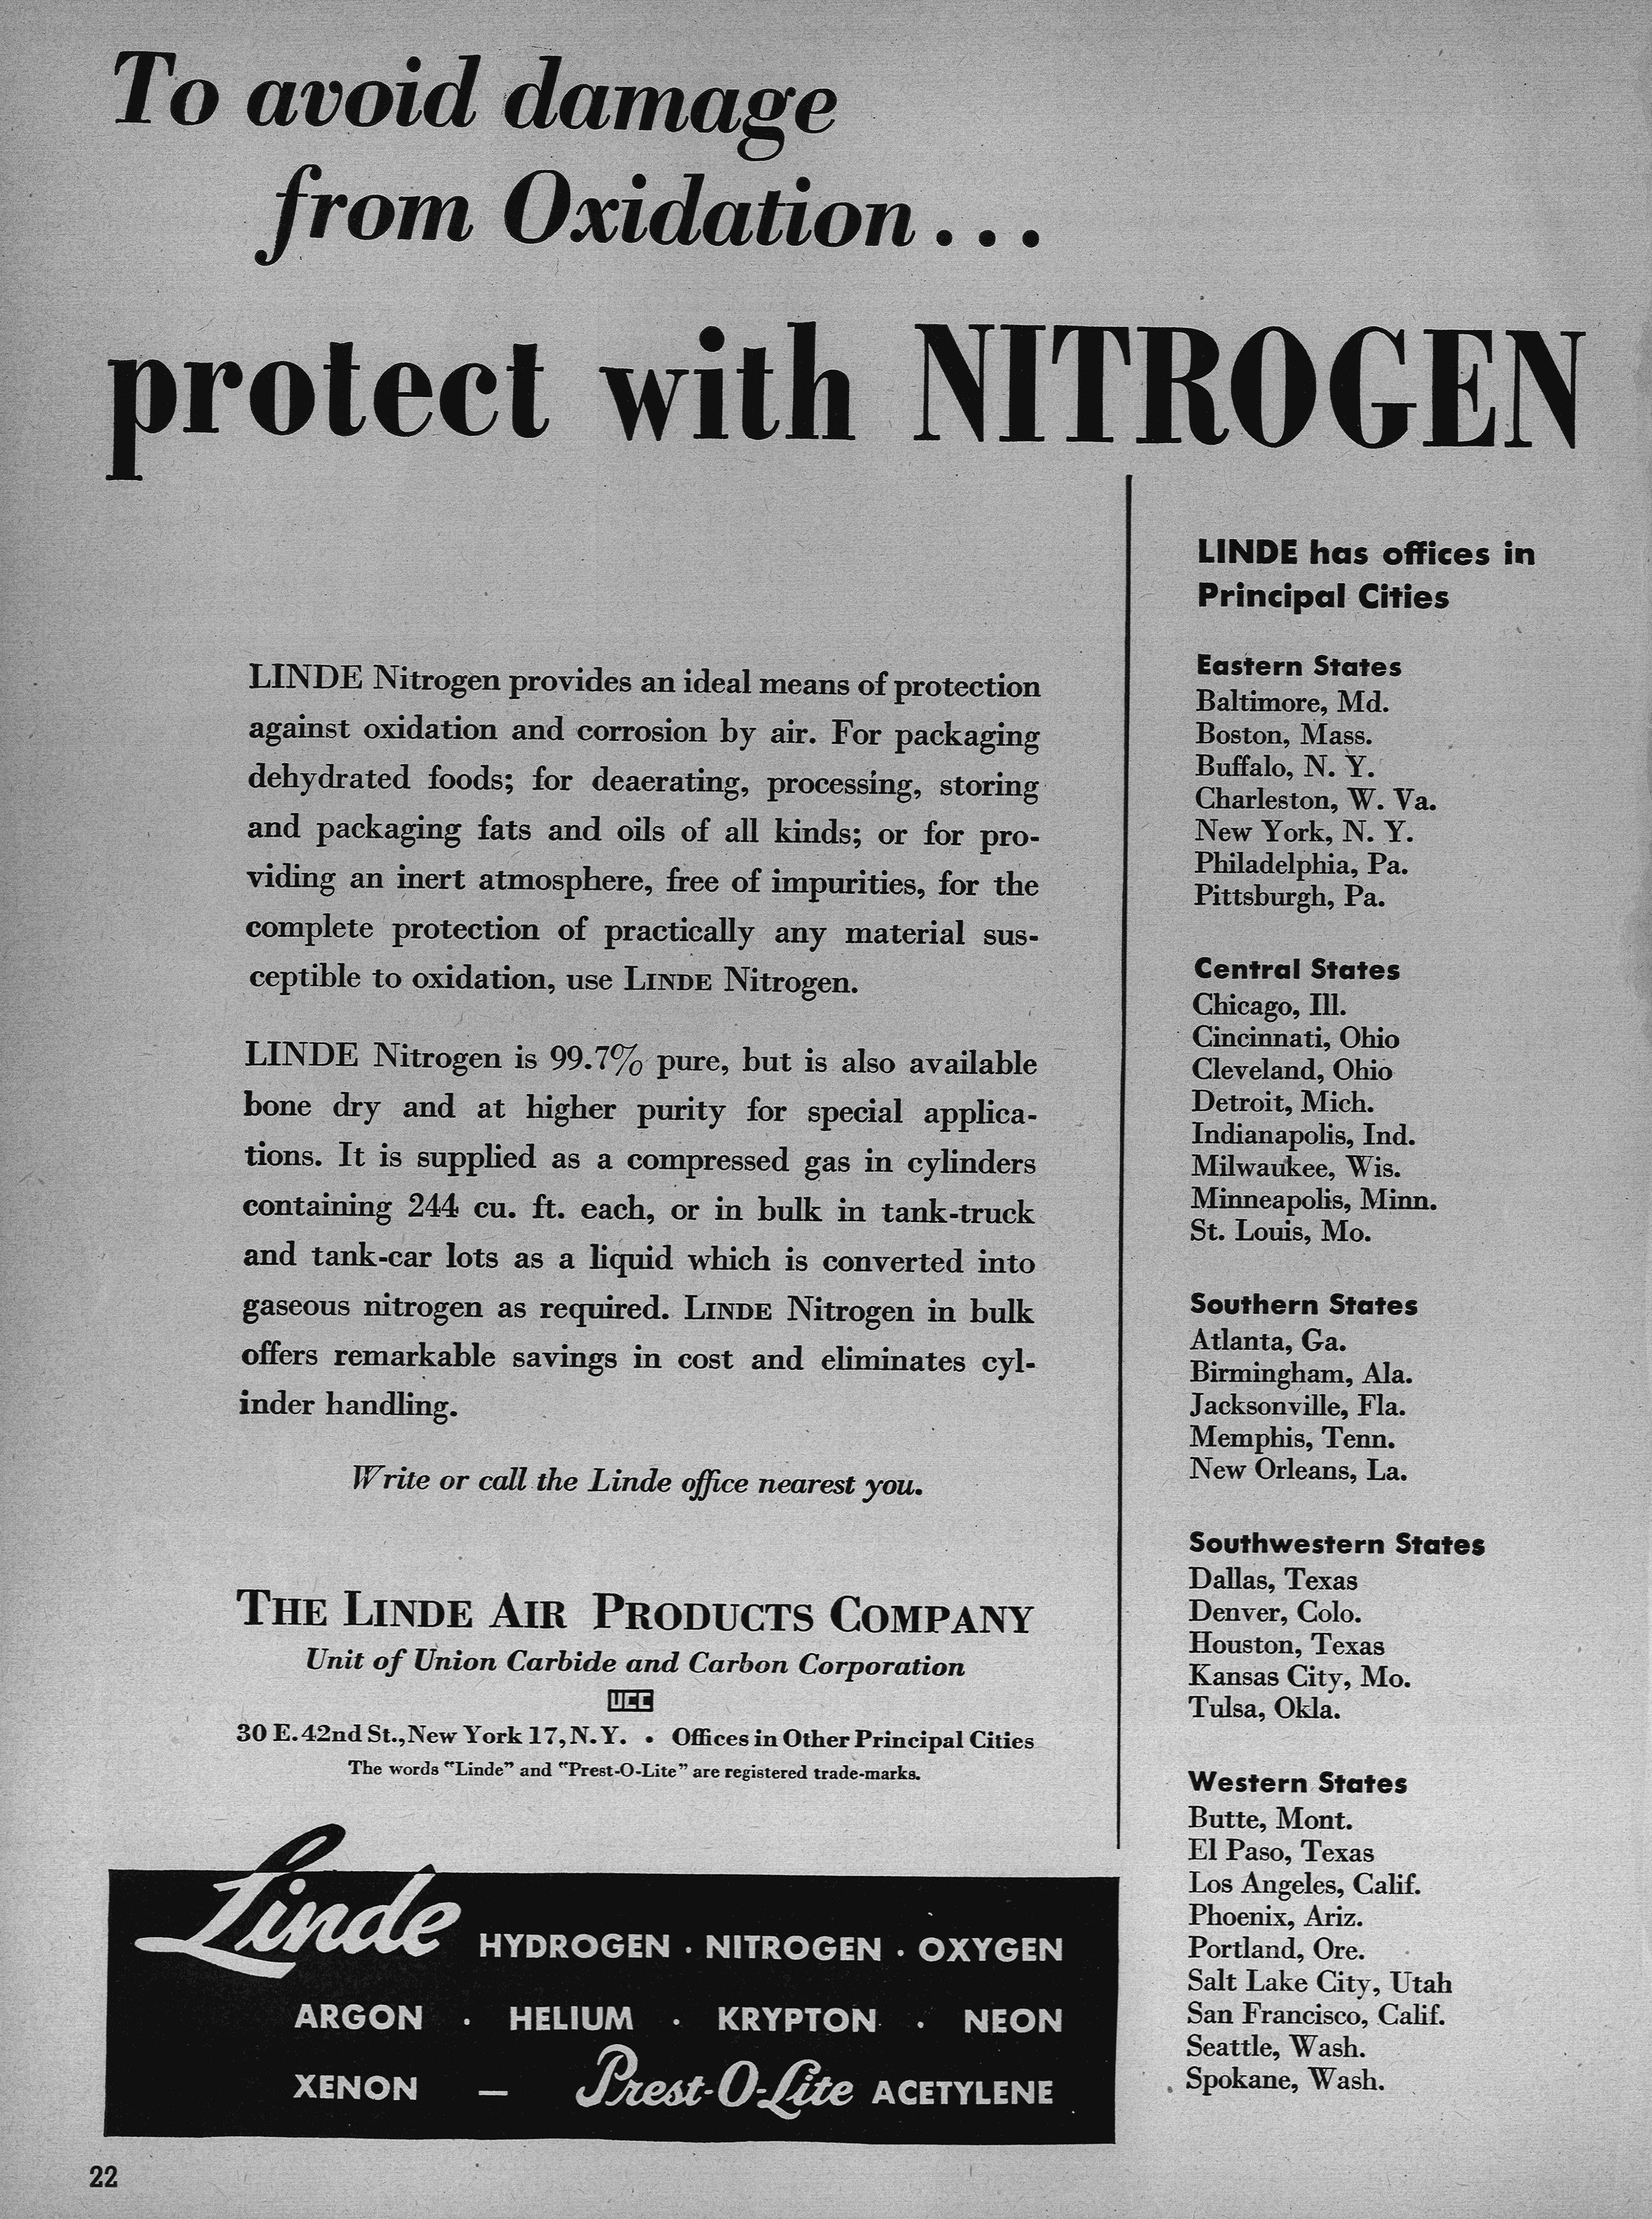 To avoid damage
from Oxidation...
protect with NITROGEN
LINDE Nitrogen provides an ideal means of protection
against oxidation and corrosion by air. For packaging
dehydrated foods; for deaerating, processing, storing
and packaging fats and oils of all kinds; or for pro-
viding an inert atmosphere, free of impurities, for the
complete protection of practically any material sus-
ceptible to oxidation, use LINDE Nitrogen.
LINDE Nitrogen is 99.7% pure, but is also available
bone dry and at higher purity for special applica-
tions. It is supplied as a compressed gas in cylinders
containing 244 cu. ft. each, or in bulk in tank-truck
and tank-car lots as a liquid which is converted into
gaseous nitrogen as required. LINDE Nitrogen in bulk
offers remarkable savings in cost and eliminates cyl-
inder handling.
Write or call the Linde office nearest you.
THE LINDE AIR PRODUCTS COMPANY
Unit of Union Carbide and Carbon Corporation
UCC
30 E. 42nd St., New York 17, N. Y. • Offices in Other Principal Cities
The words "Linde" and "Prest-O-Lite" are registered trade-marks.
Linde HYDROGEN · NITROGEN · OXYGEN
ARGON · HELIUM · KRYPTON · NEON
XENON — Prest-O-Lite ACETYLENE
22
LINDE has offices in
Principal Cities
Eastern States
Baltimore, Md.
Boston, Mass.
Buffalo, N. Y.
Charleston, W. Va.
New York, N. Y.
Philadelphia, Pa.
Pittsburgh, Pa.
Central States
Chicago, Ill.
Cincinnati, Ohio
Cleveland, Ohio
Detroit, Mich.
Indianapolis, Ind.
Milwaukee, Wis.
Minneapolis, Minn.
St. Louis, Mo.
Southern States
Atlanta, Ga.
Birmingham, Ala.
Jacksonville, Fla.
Memphis, Tenn.
New Orleans, La.
Southwestern States
Dallas, Texas
Denver, Colo.
Houston, Texas
Kansas City, Mo.
Tulsa, Okla.
Western States
Butte, Mont.
El Paso, Texas
Los Angeles, Calif.
Phoenix, Ariz.
Portland, Ore.
Salt Lake City, Utah
San Francisco, Calif.
Seattle, Wash.
Spokane, Wash.